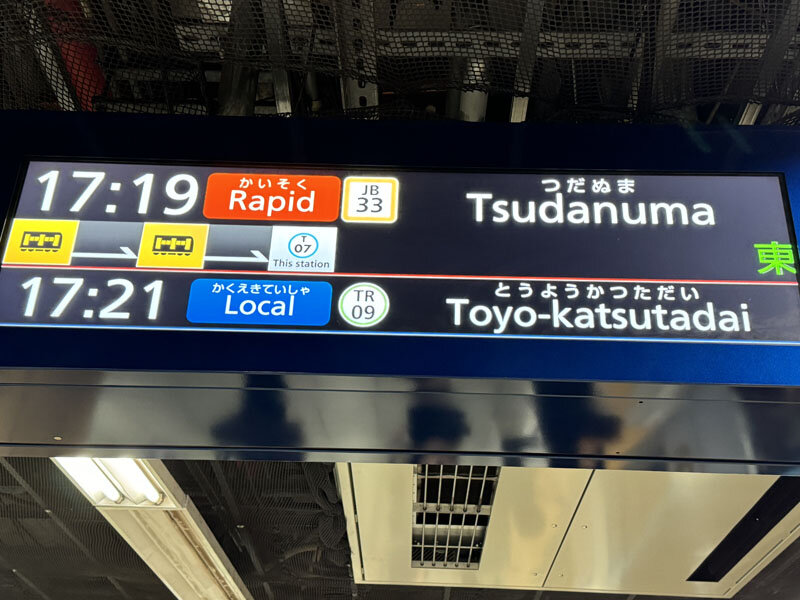 かいそく つだぬま
17:19 Rapid JB 33 Tsudanuma
T 07
This station
東
かくえきていしゃ とうようかつただい
17:21 Local TR 09 Toyo-katsutadai